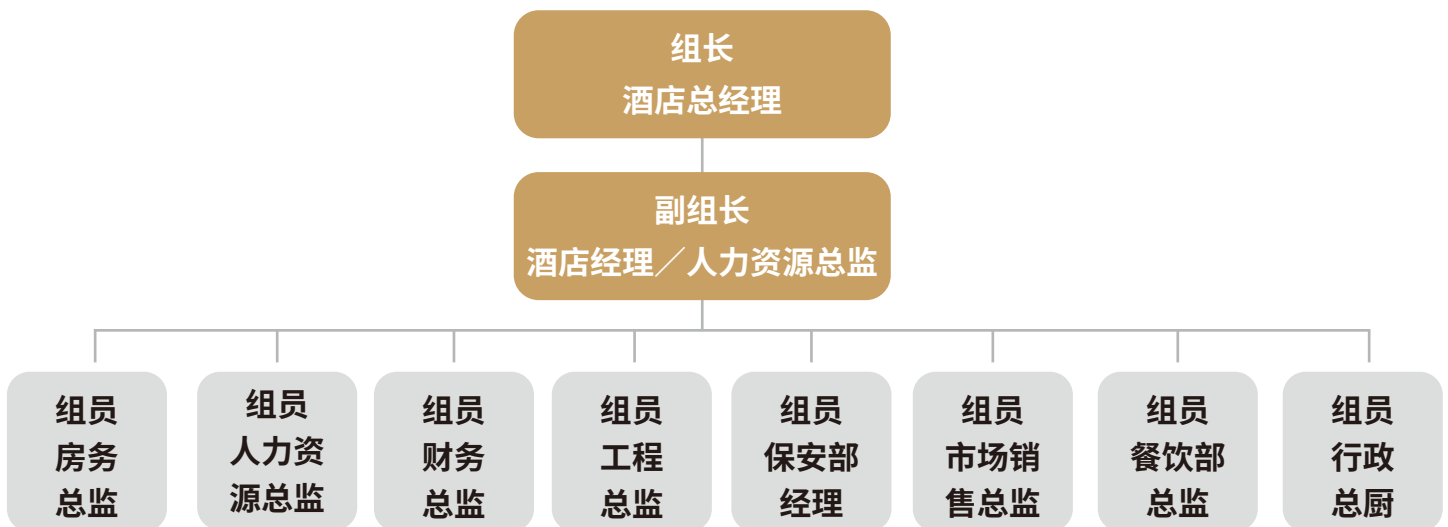 组长
酒店总经理
副组长
酒店经理／人力资源总监
组员
房务
总监
组员
人力资
源总监
组员
财务
总监
组员
工程
总监
组员
保安部
经理
组员
市场销
售总监
组员
餐饮部
总监
组员
行政
总厨